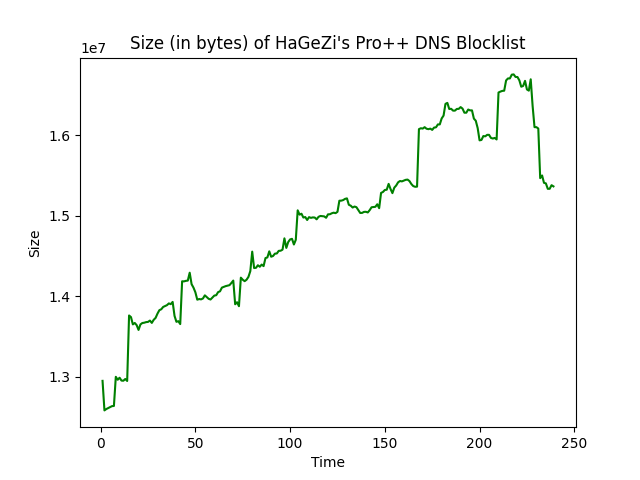 Size (in bytes) of HaGeZi's Pro++ DNS Blocklist
1e7
1.6
1.5
1.4
1.3
Size
0 50 100 150 200 250
Time